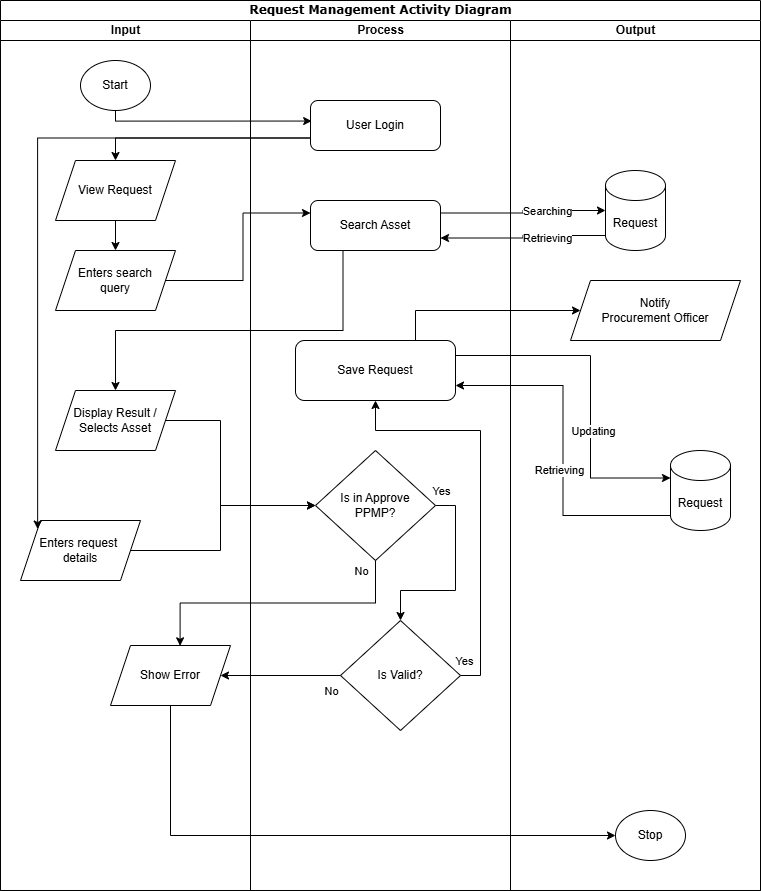 Request Management Activity Diagram
Input
Process
Output
Start
User Login
View Request
Search Asset
Searching
Request
Retrieving
Enters search
query
Notify
Procurement Officer
Save Request
Display Result /
Selects Asset
Updating
Retrieving
Request
Is in Approve
PPMP?
Yes
Enters request
details
No
Is Valid?
Yes
Show Error
No
Stop